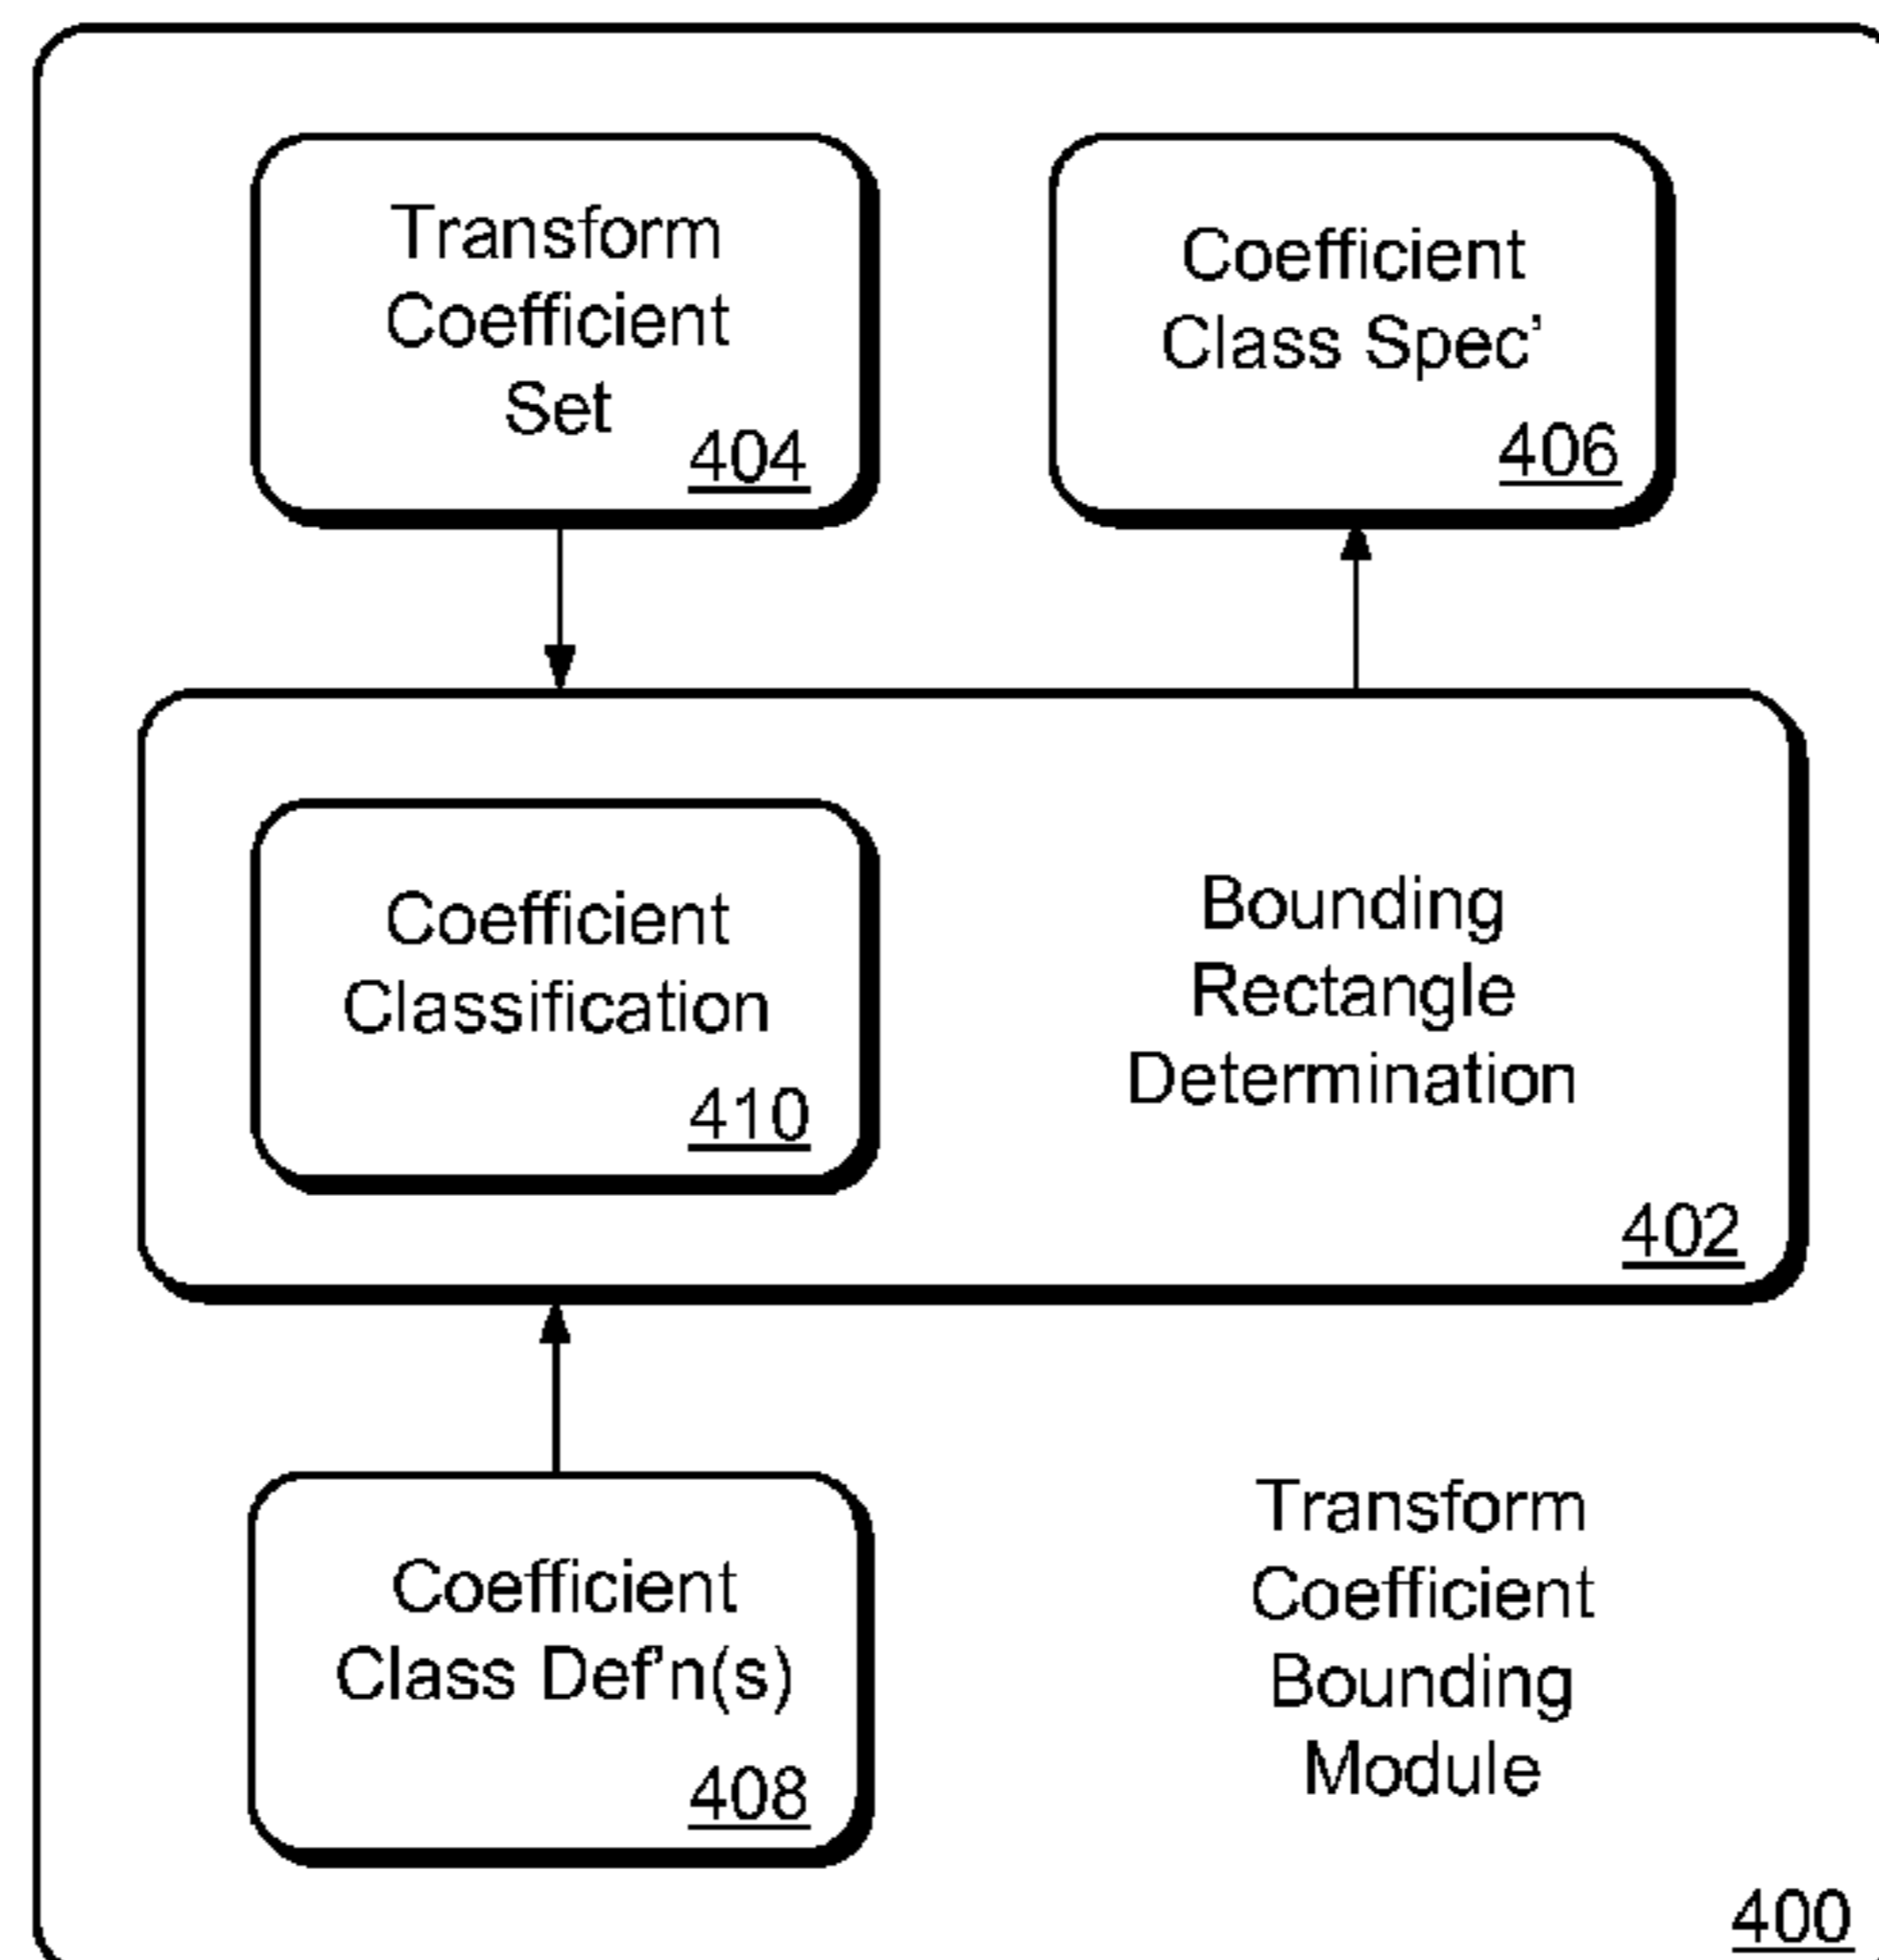 Transform
Coefficient
Set
404
Coefficient
Class Spec’
406
Coefficient
Classification
410
Bounding
Rectangle
Determination
402
Coefficient
Class Def’n(s)
408
Transform
Coefficient
Bounding
Module
400